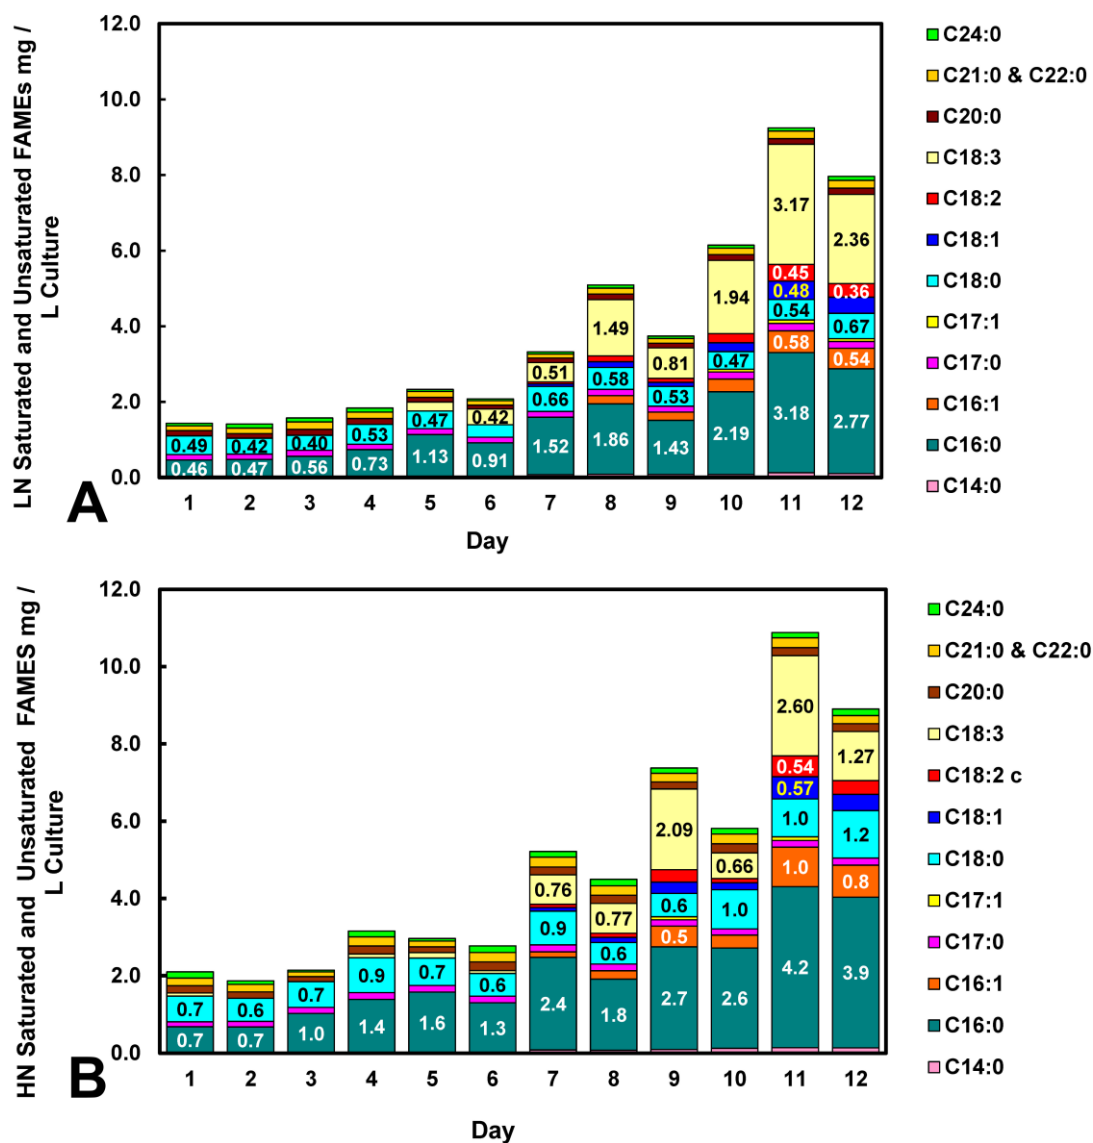 LN Saturated and Unsaturated FAMEs mg /
L Culture
12.0
10.0
8.0
6.0
4.0
2.0
0.0
0.49 0.42 0.40 0.53 0.47 0.42 0.51 1.49 0.81 1.94 3.17 2.36
0.46 0.47 0.56 0.73 1.13 0.91 0.66 0.58 0.53 0.47 0.45 0.36
1.52 1.86 1.43 2.19 0.48 0.67
0.54 0.54
0.58 2.77
3.18
1 2 3 4 5 6 7 8 9 10 11 12
Day
A
C24:0
C21:0 & C22:0
C20:0
C18:3
C18:2
C18:1
C18:0
C17:1
C17:0
C16:1
C16:0
C14:0
HN Saturated and Unsaturated FAMES mg /
L Culture
12.0
10.0
8.0
6.0
4.0
2.0
0.0
0.7 0.6 0.7 0.9 0.7 0.6 0.76 0.77 2.09 0.66 2.60 1.27
0.7 0.7 1.0 1.4 1.6 1.3 0.9 0.6 0.6 1.0 0.54 1.2
2.4 1.8 0.5 2.6 0.57 0.8
2.7 1.0 3.9
1.0
4.2
1 2 3 4 5 6 7 8 9 10 11 12
Day
B
C24:0
C21:0 & C22:0
C20:0
C18:3
C18:2 c
C18:1
C18:0
C17:1
C17:0
C16:1
C16:0
C14:0